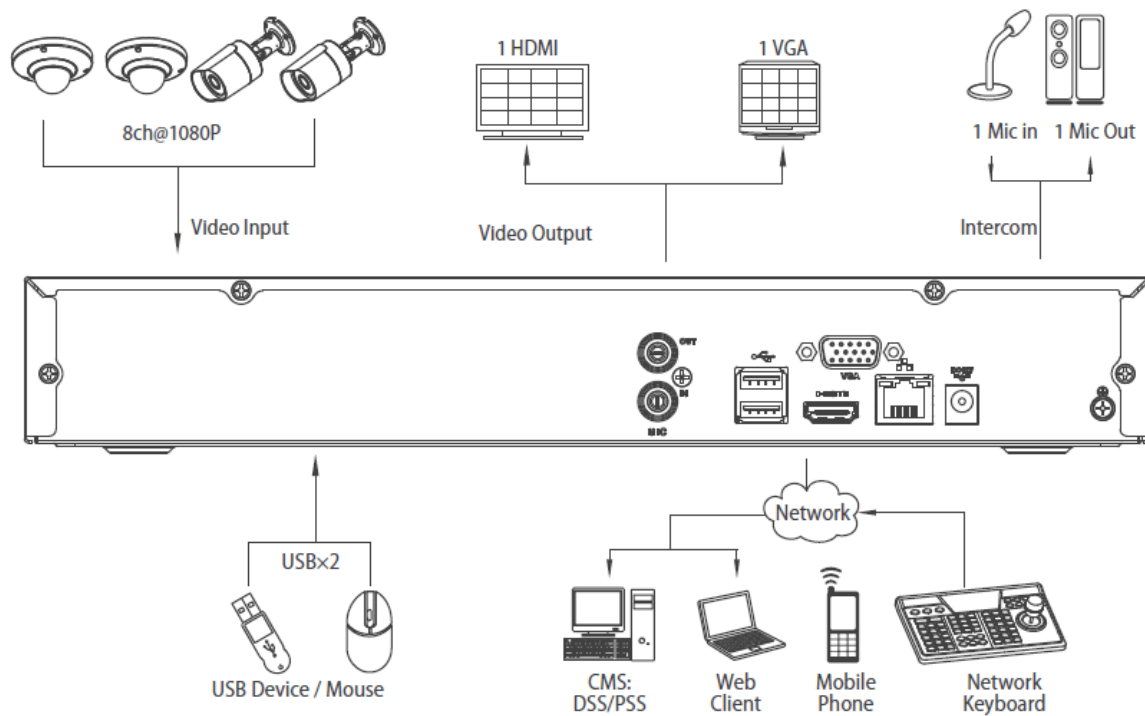 1 HDMI
1 VGA
8ch@1080P
1 Mic in
1 Mic Out
Video Input
Video Output
Intercom
OUT
IN
MIC
VGA
USB×2
Network
USB Device / Mouse
CMS:
DSS/PSS
Web
Client
Mobile
Phone
Network
Keyboard